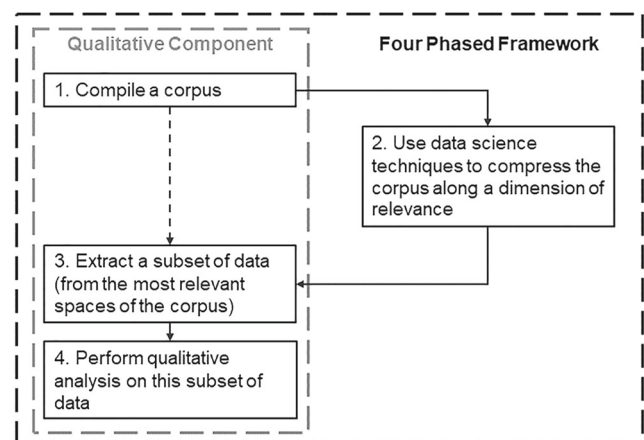 Qualitative Component
Four Phased Framework
1. Compile a corpus
2. Use data science
techniques to compress the
corpus along a dimension of
relevance
3. Extract a subset of data
(from the most relevant
spaces of the corpus)
4. Perform qualitative
analysis on this subset of
data